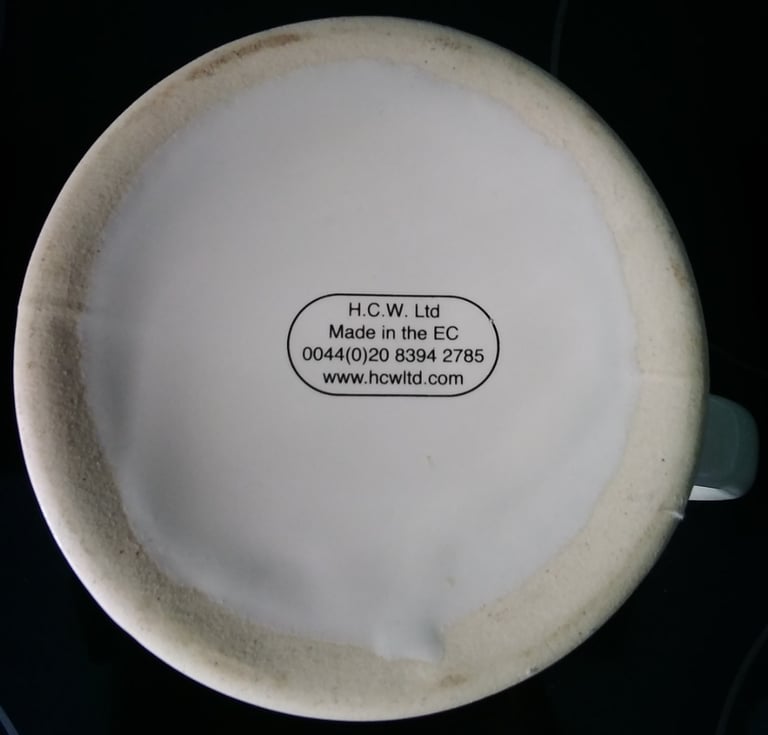 H.C.W. Ltd
Made in the EC
0044(0)20 8394 2785
www.hcwltd.com